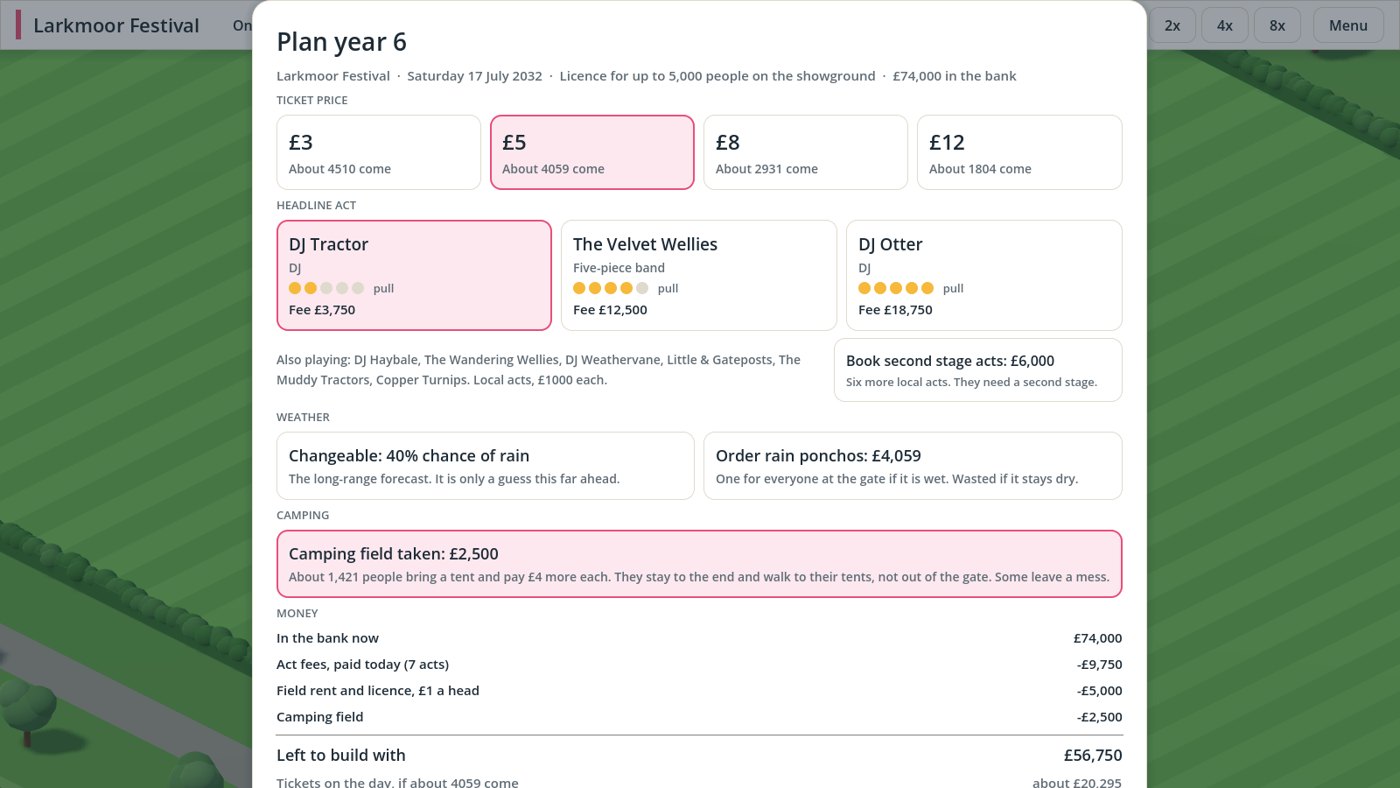 Larkmoor Festival
On
2x
4x
8x
Menu
Plan year 6
Larkmoor Festival · Saturday 17 July 2032 · Licence for up to 5,000 people on the showground · £74,000 in the bank
TICKET PRICE
£3
About 4510 come
£5
About 4059 come
£8
About 2931 come
£12
About 1804 come
HEADLINE ACT
DJ Tractor
DJ
pull
Fee £3,750
The Velvet Wellies
Five-piece band
pull
Fee £12,500
DJ Otter
DJ
pull
Fee £18,750
Also playing: DJ Haybale, The Wandering Wellies, DJ Weathervane, Little & Gateposts, The
Muddy Tractors, Copper Turnips. Local acts, £1000 each.
Book second stage acts: £6,000
Six more local acts. They need a second stage.
WEATHER
Changeable: 40% chance of rain
The long-range forecast. It is only a guess this far ahead.
Order rain ponchos: £4,059
One for everyone at the gate if it is wet. Wasted if it stays dry.
CAMPING
Camping field taken: £2,500
About 1,421 people bring a tent and pay £4 more each. They stay to the end and walk to their tents, not out of the gate. Some leave a mess.
MONEY
In the bank now £74,000
Act fees, paid today (7 acts) -£9,750
Field rent and licence, £1 a head -£5,000
Camping field -£2,500
Left to build with £56,750
Tickets on the day, if about 4059 come about £20,295